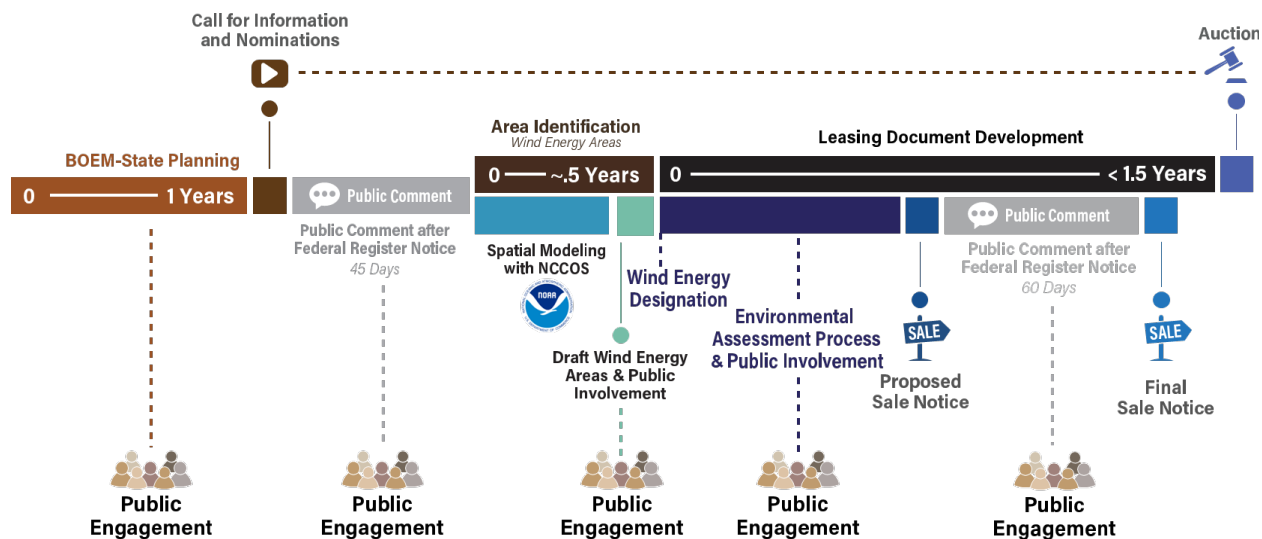 Call for Information
and Nominations
Auction
BOEM-State Planning
0 1 Years
Public Comment
Public Comment after
Federal Register Notice
45 Days
Area Identification
Wind Energy Areas
0 ~.5 Years
Spatial Modeling
with NCCOS
NOAA
Draft Wind Energy
Areas & Public
Involvement
Leasing Document Development
0 < 1.5 Years
Wind Energy
Designation
Environmental
Assessment Process
& Public Involvement
SALE
Proposed
Sale Notice
Public Comment
Public Comment after
Federal Register Notice
60 Days
SALE
Final
Sale Notice
Public
Engagement
Public
Engagement
Public
Engagement
Public
Engagement
Public
Engagement